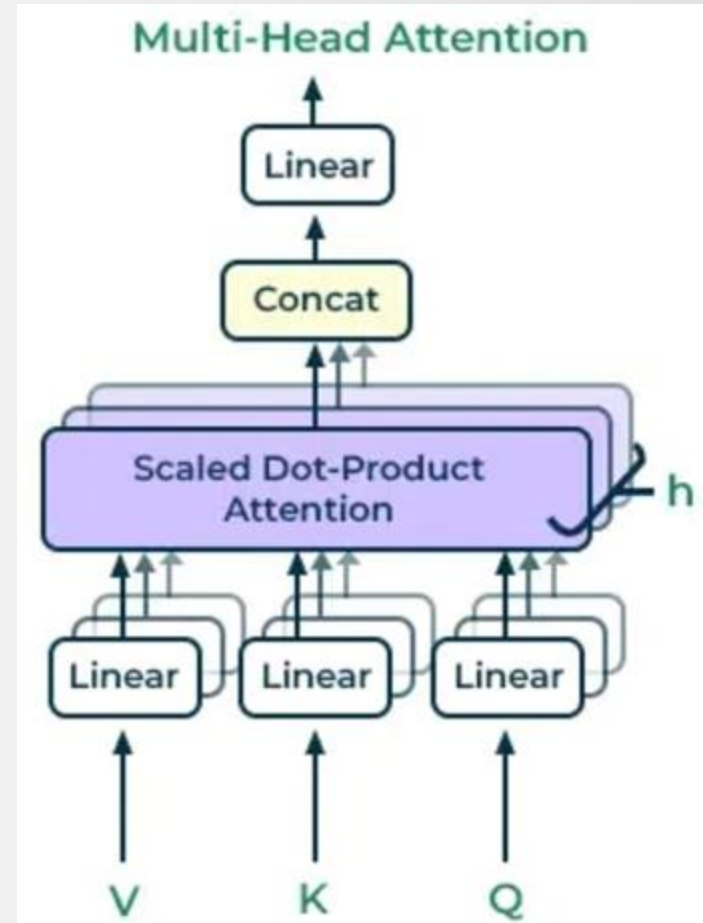 Multi-Head Attention
Linear
Concat
Scaled Dot-Product
Attention
h
Linear
Linear
Linear
V
K
Q